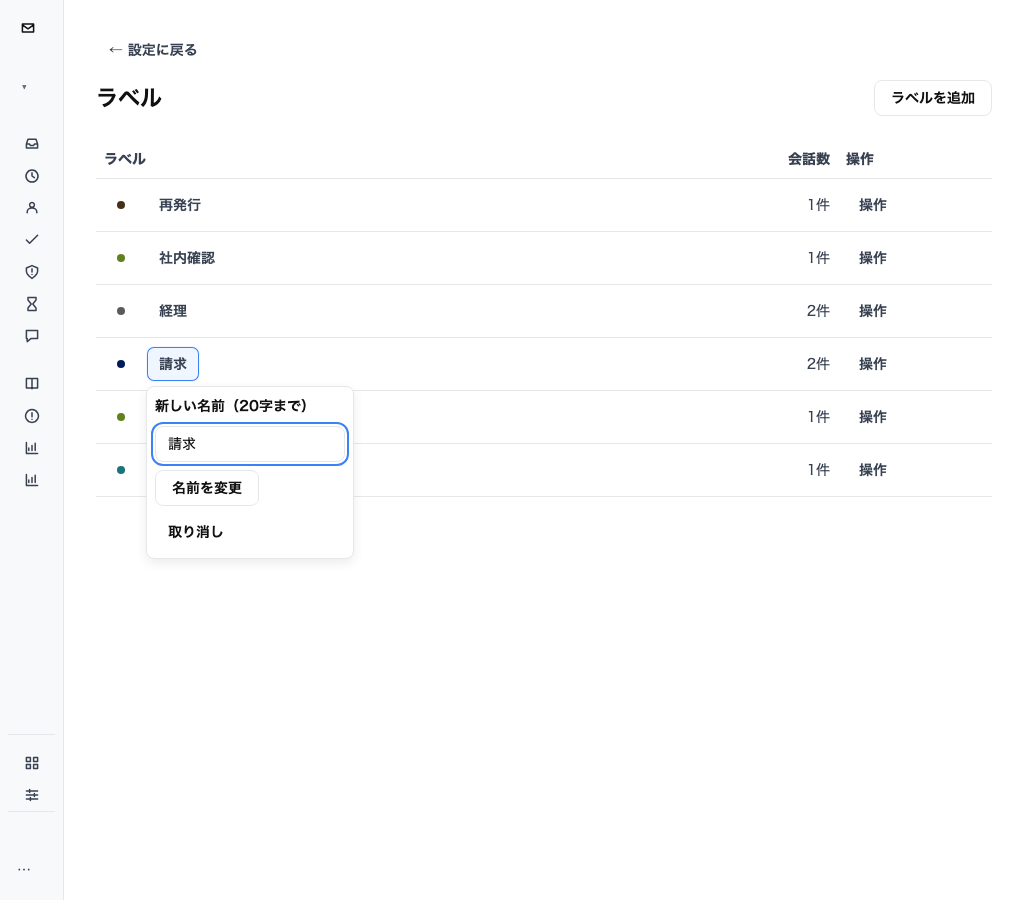 ← 設定に戻る
ラベル
ラベルを追加
ラベル 会話数 操作
再発行 1件 操作
社内確認 1件 操作
経理 2件 操作
請求 2件 操作
新しい名前（20字まで）
1件 操作
請求
1件 操作
名前を変更
取り消し